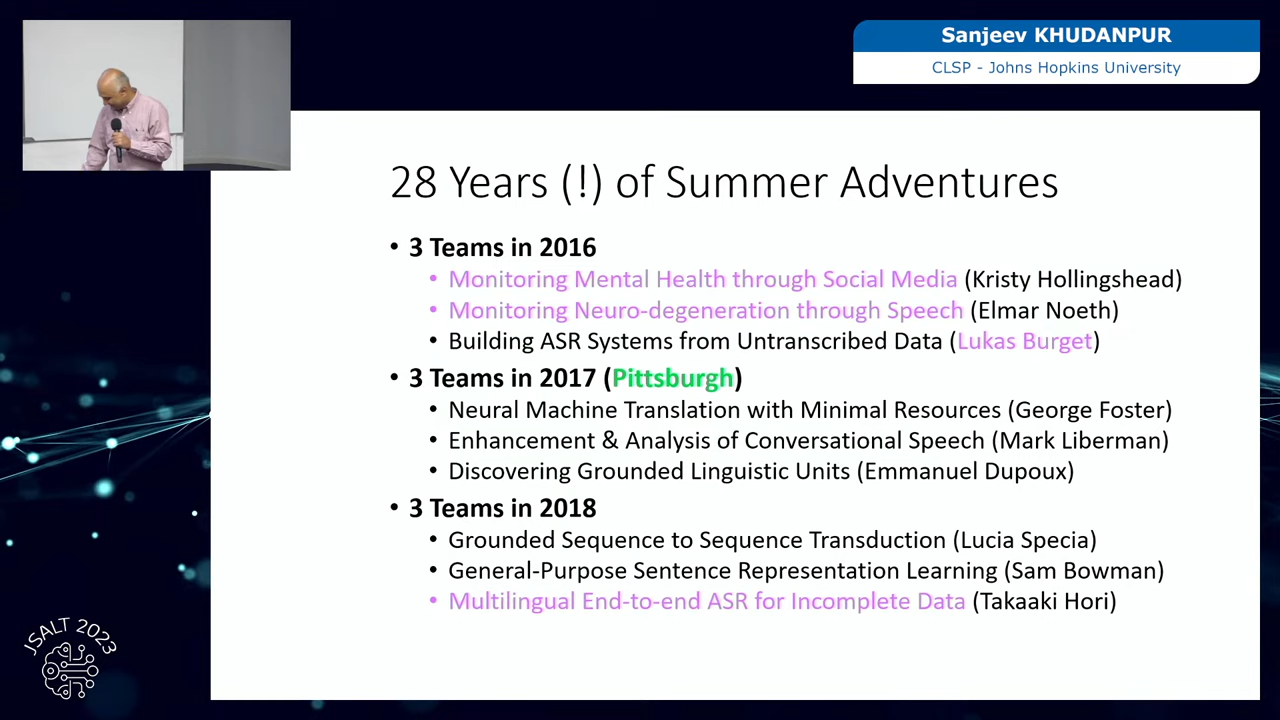 Sanjeev KHUDANPUR
CLSP - Johns Hopkins University
28 Years (!) of Summer Adventures
• 3 Teams in 2016
• Monitoring Mental Health through Social Media (Kristy Hollingshead)
• Monitoring Neuro-degeneration through Speech (Elmar Noeth)
• Building ASR Systems from Untranscribed Data (Lukas Burget)
• 3 Teams in 2017 (Pittsburgh)
• Neural Machine Translation with Minimal Resources (George Foster)
• Enhancement & Analysis of Conversational Speech (Mark Liberman)
• Discovering Grounded Linguistic Units (Emmanuel Dupoux)
• 3 Teams in 2018
• Grounded Sequence to Sequence Transduction (Lucia Specia)
• General-Purpose Sentence Representation Learning (Sam Bowman)
• Multilingual End-to-end ASR for Incomplete Data (Takaaki Hori)
JSALT 2023